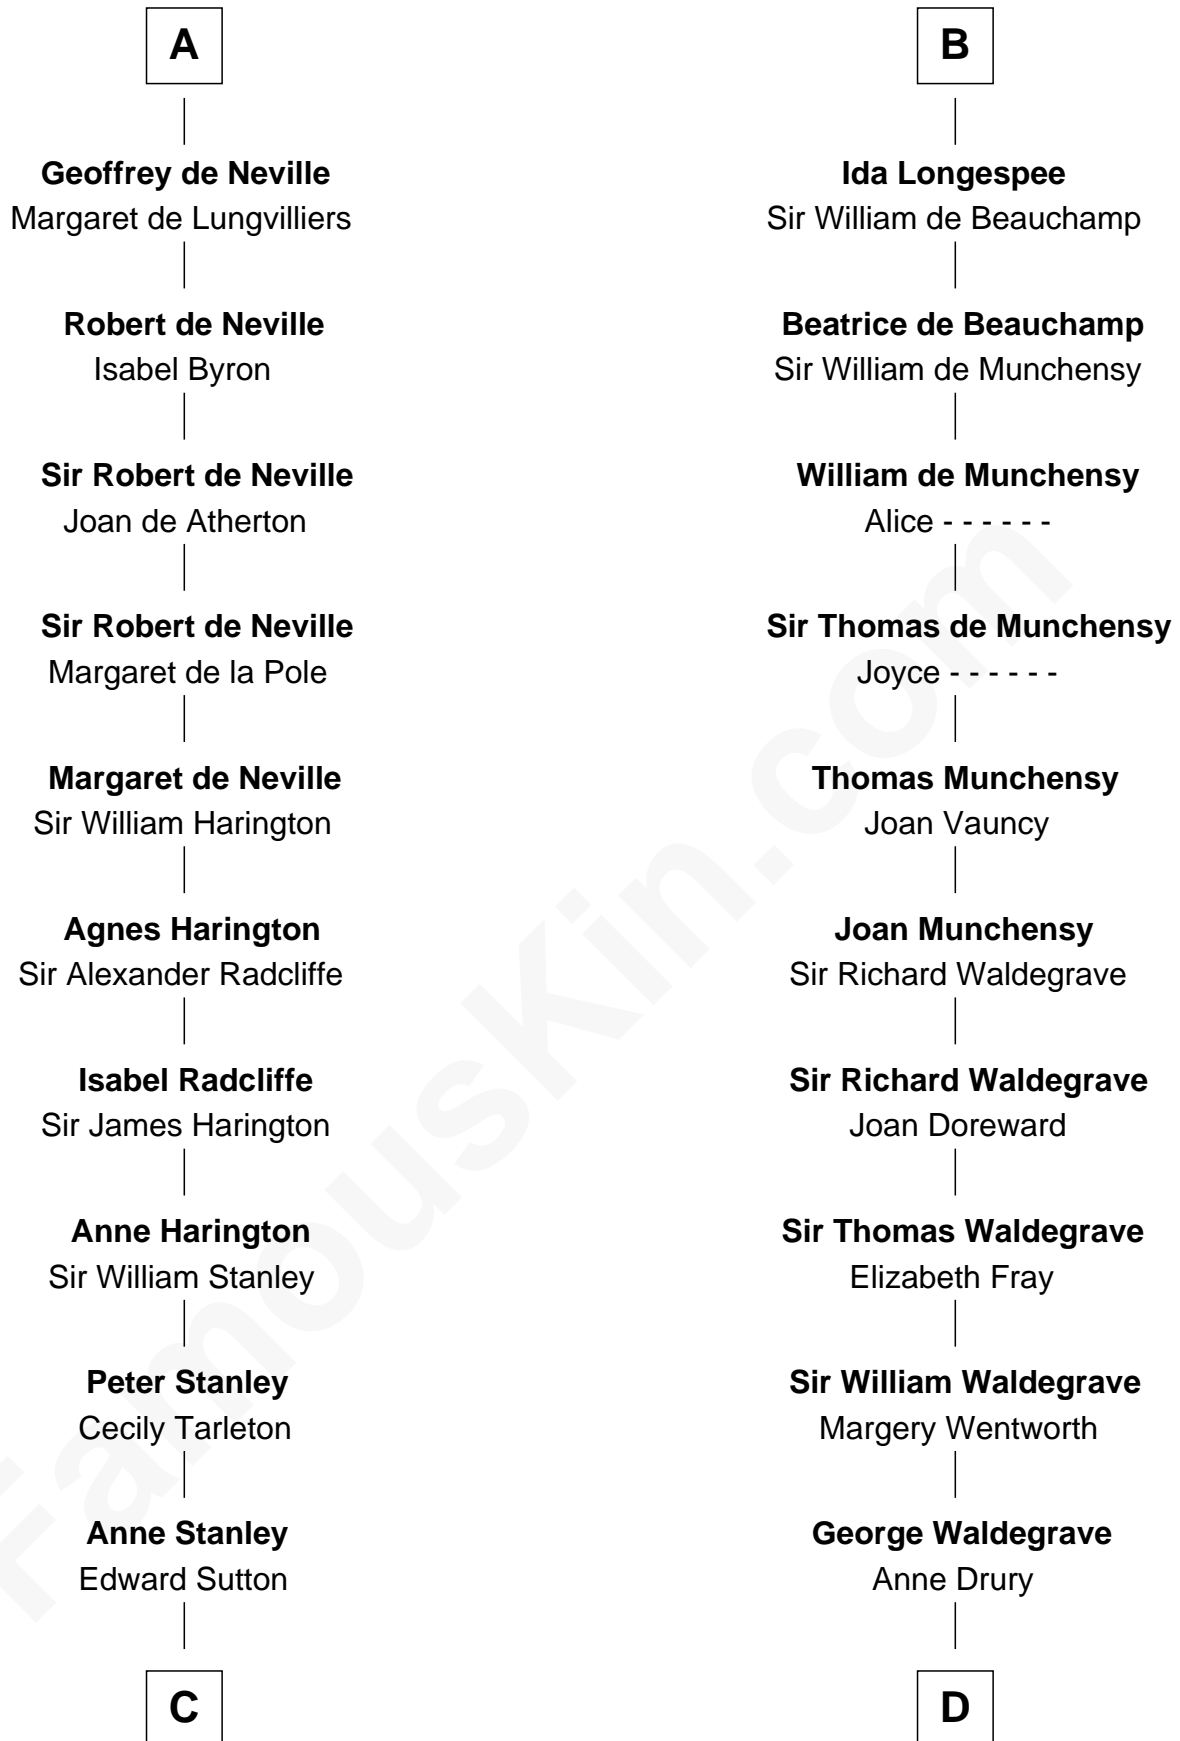 A
Geoffrey de Neville
Margaret de Lungvilliers
Robert de Neville
Isabel Byron
Sir Robert de Neville
Joan de Atherton
Sir Robert de Neville
Margaret de la Pole
Margaret de Neville
Sir William Harington
Agnes Harington
Sir Alexander Radcliffe
Isabel Radcliffe
Sir James Harington
Anne Harington
Sir William Stanley
Peter Stanley
Cecily Tarleton
Anne Stanley
Edward Sutton
C
B
Ida Longespee
Sir William de Beauchamp
Beatrice de Beauchamp
Sir William de Munchensy
William de Munchensy
Alice - - - - - -
Sir Thomas de Munchensy
Joyce - - - - - -
Thomas Munchensy
Joan Vauncy
Joan Munchensy
Sir Richard Waldegrave
Sir Richard Waldegrave
Joan Doreward
Sir Thomas Waldegrave
Elizabeth Fray
Sir William Waldegrave
Margery Wentworth
George Waldegrave
Anne Drury
D
FamousKin.com